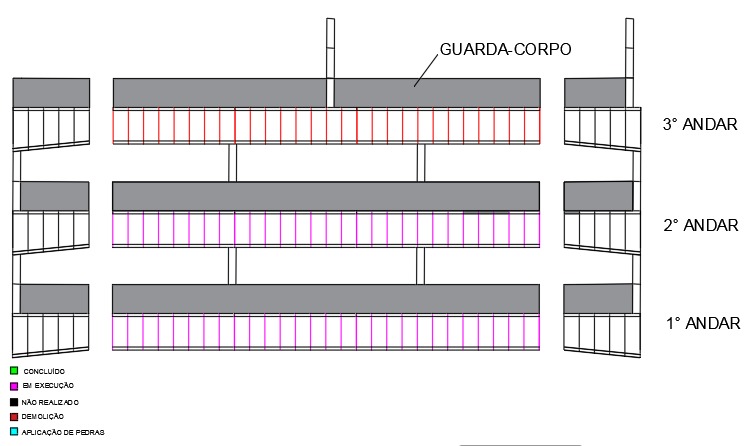 GUARDA-CORPO
3° ANDAR
2° ANDAR
1° ANDAR
CONCLUÍDO
EM EXECUÇÃO
NÃO REALIZADO
DEMOLIÇÃO
APLICAÇÃO DE PEDRAS